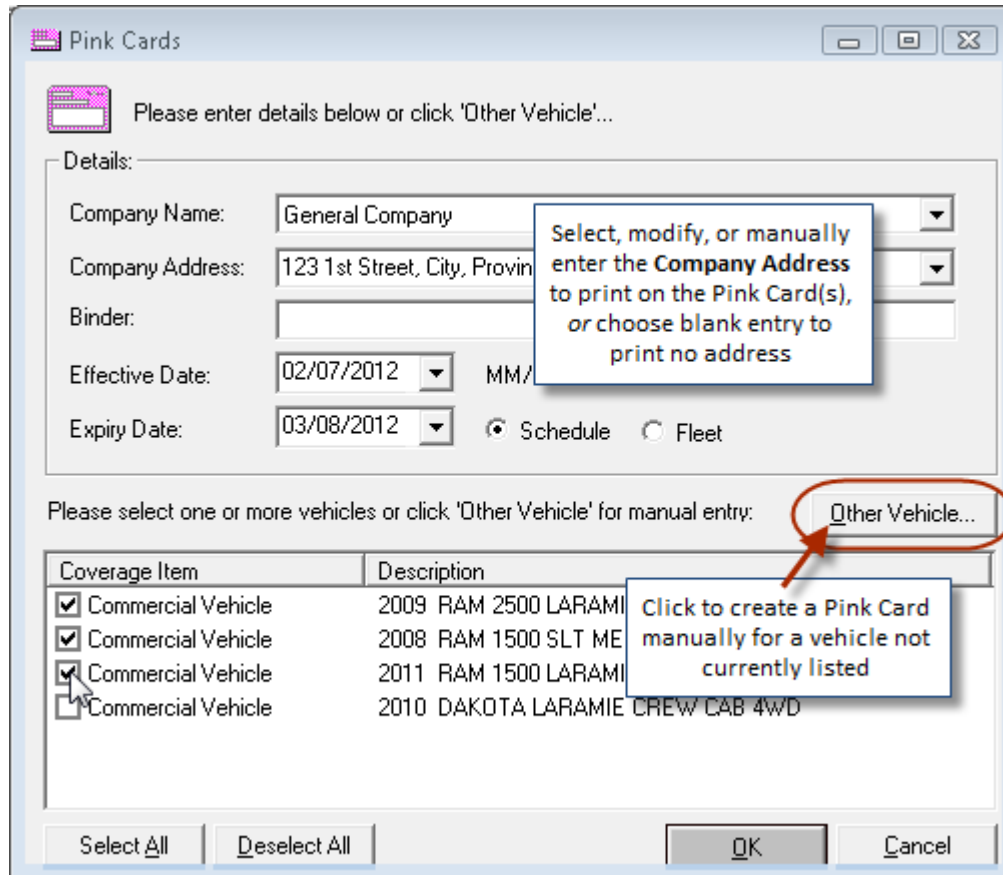 Pink Cards
Please enter details below or click 'Other Vehicle'...
Details:
Company Name:
General Company
Company Address:
123 1st Street, City, Provin
Binder:
Effective Date:
02/07/2012
MM/
Expiry Date:
03/08/2012
Schedule
Fleet
Select, modify, or manually
enter the Company Address
to print on the Pink Card(s),
or choose blank entry to
print no address
Please select one or more vehicles or click 'Other Vehicle' for manual entry:
Other Vehicle...
Coverage Item
Description
Commercial Vehicle
2009 RAM 2500 LARAMI
Commercial Vehicle
2008 RAM 1500 SLT ME
Commercial Vehicle
2011 RAM 1500 LARAMI
Commercial Vehicle
2010 DAKOTA LARAMIE CREW CAB 4WD
Click to create a Pink Card
manually for a vehicle not
currently listed
Select All
Deselect All
OK
Cancel